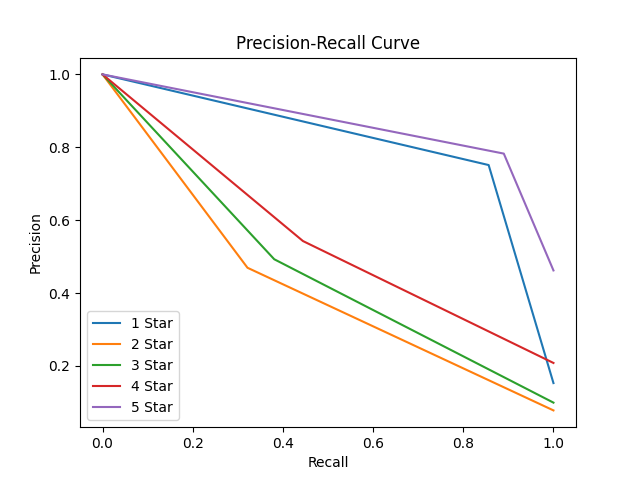 Precision-Recall Curve
1.0
0.8
0.6
0.4
0.2
Precision
1 Star
2 Star
3 Star
4 Star
5 Star
0.0 0.2 0.4 0.6 0.8 1.0
Recall